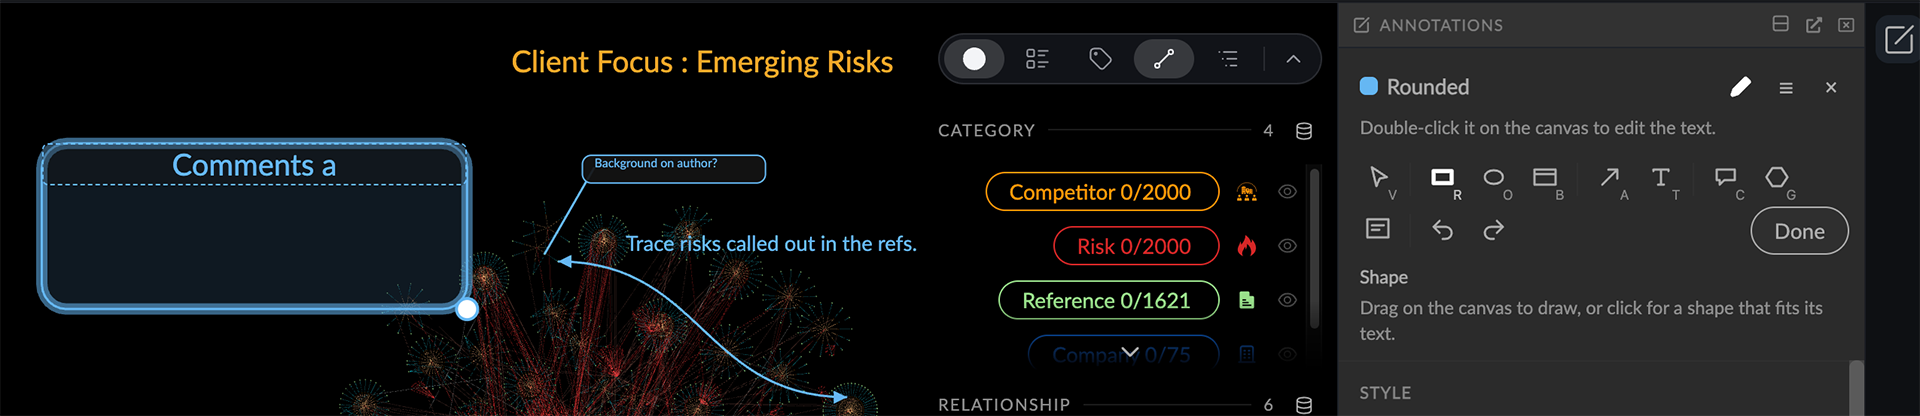 Client Focus : Emerging Risks
Comments a
Background on author?
Trace risks called out in the refs.
CATEGORY 4
Competitor 0/2000
Risk 0/2000
Reference 0/1621
Company 0/75
RELATIONSHIP 6
ANNOTATIONS
Rounded
Double-click it on the canvas to edit the text.
V R O B A T C G
Done
Shape
Drag on the canvas to draw, or click for a shape that fits its
text.
STYLE